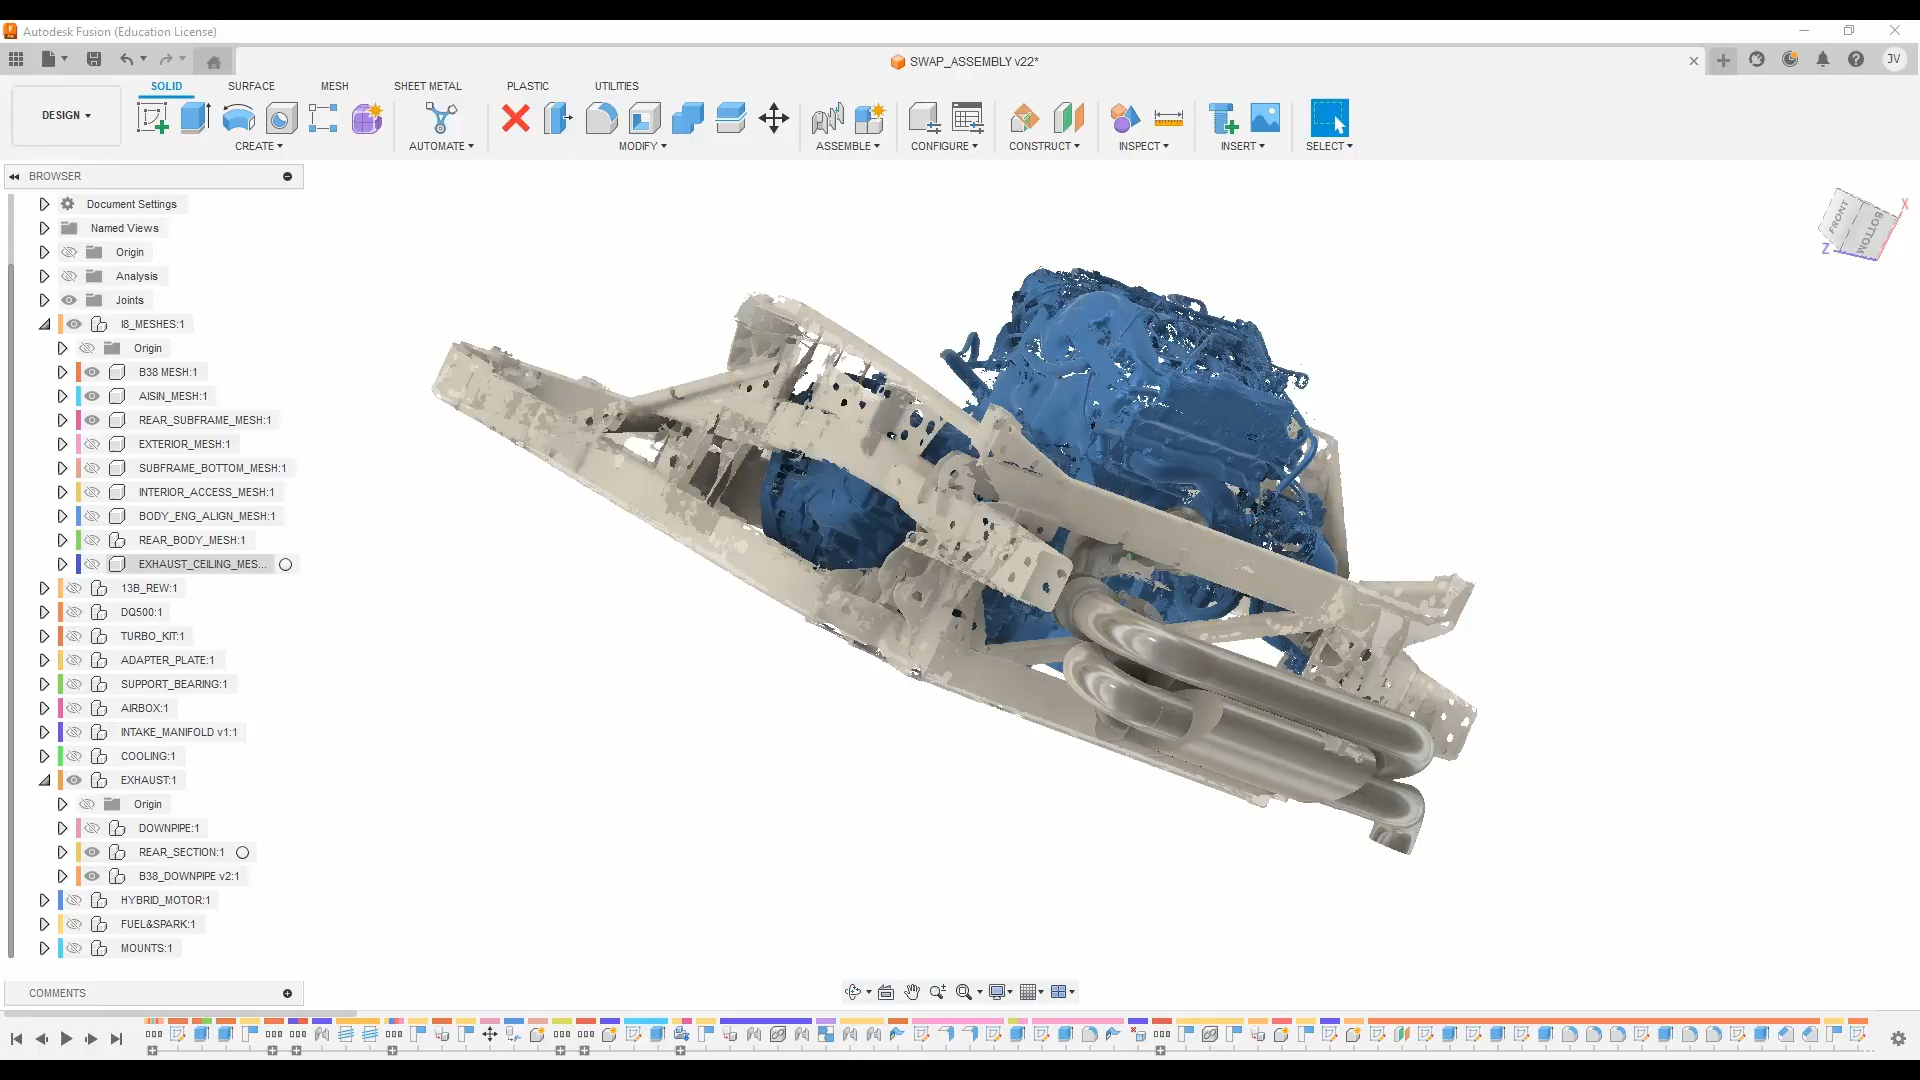 Autodesk Fusion (Education License)
SWAP_ASSEMBLY v22*
JV
SOLID SURFACE MESH SHEET METAL PLASTIC UTILITIES
DESIGN
CREATE AUTOMATE MODIFY ASSEMBLE CONFIGURE CONSTRUCT INSPECT INSERT SELECT
BROWSER
Document Settings
Named Views
Origin
Analysis
Joints
I8_MESHES:1
Origin
B38 MESH:1
AISIN_MESH:1
REAR_SUBFRAME_MESH:1
EXTERIOR_MESH:1
SUBFRAME_BOTTOM_MESH:1
INTERIOR_ACCESS_MESH:1
BODY_ENG_ALIGN_MESH:1
REAR_BODY_MESH:1
EXHAUST_CEILING_MES...
13B_REW:1
DQ500:1
TURBO_KIT:1
ADAPTER_PLATE:1
SUPPORT_BEARING:1
AIRBOX:1
INTAKE_MANIFOLD v1:1
COOLING:1
EXHAUST:1
Origin
DOWNPIPE:1
REAR_SECTION:1
B38_DOWNPIPE v2:1
HYBRID_MOTOR:1
FUEL&SPARK:1
MOUNTS:1
COMMENTS
FRONT
BOTTOM
X
Z